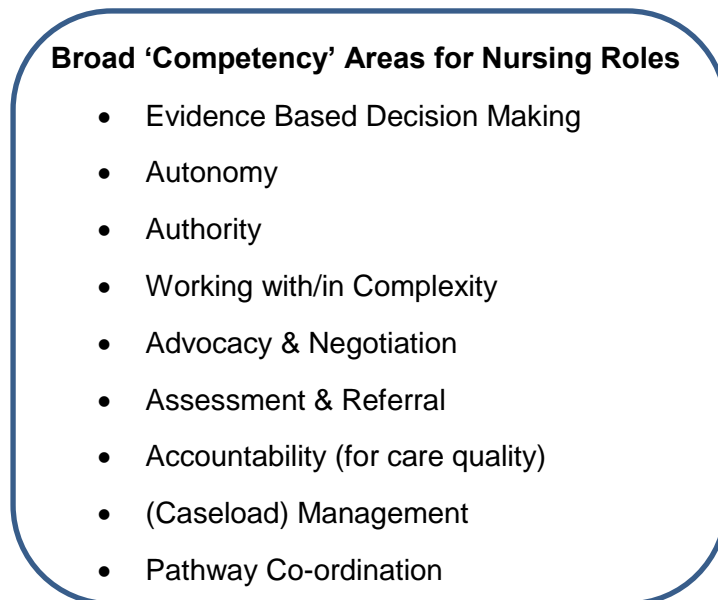 Broad ‘Competency’ Areas for Nursing Roles
• Evidence Based Decision Making
• Autonomy
• Authority
• Working with/in Complexity
• Advocacy & Negotiation
• Assessment & Referral
• Accountability (for care quality)
• (Caseload) Management
• Pathway Co-ordination